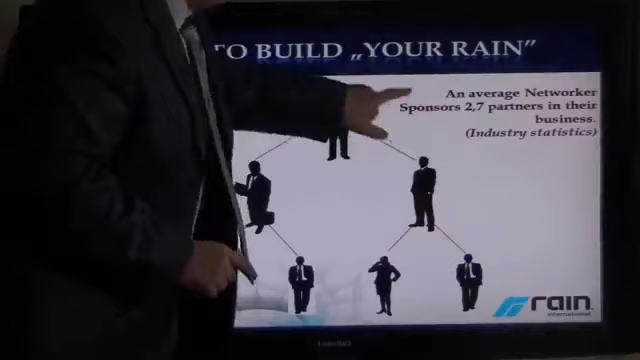 TO BUILD „YOUR RAIN”
An average Networker
Sponsors 2,7 partners in their
business.
(Industry statistics)
rain
international